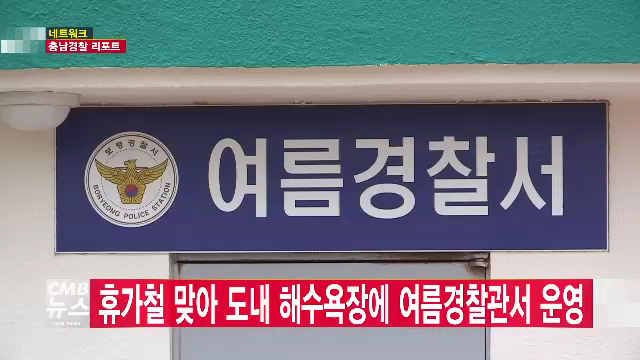 네트워크
충남경찰 리포트
보령경찰서
BORYEONG POLICE STATION
여름경찰서
CMB
뉴스
휴가철 맞아 도내 해수욕장에 여름경찰관서 운영